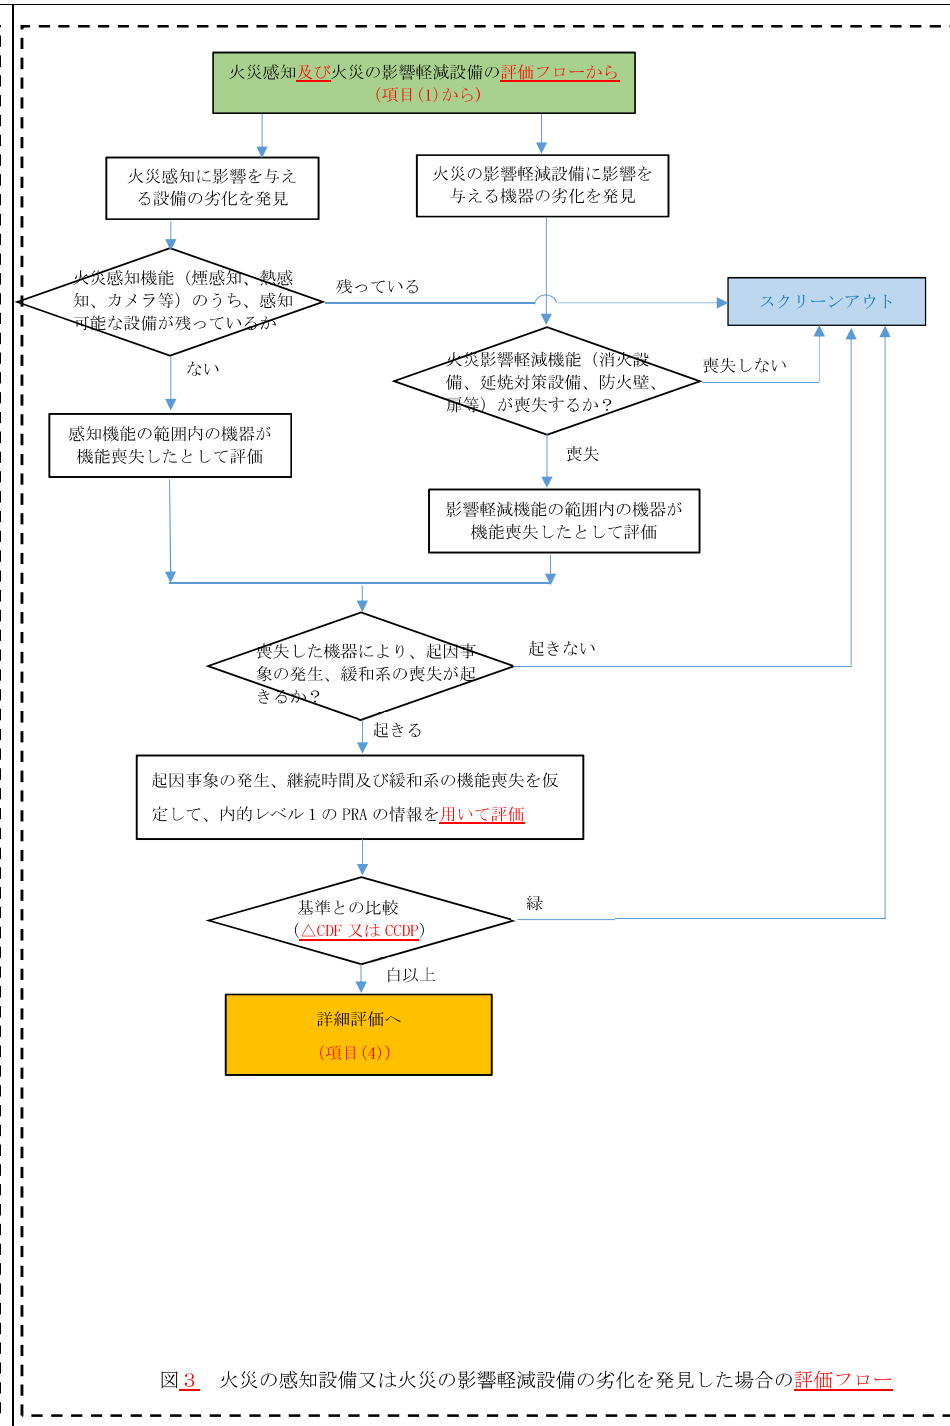 火災感知及び火災の影響軽減設備の評価フローから
(項目(1)から)
火災感知に影響を与え
る設備の劣化を発見
火災の影響軽減設備に影響を
与える機器の劣化を発見
火災感知機能（煙感知、熱感
知、カメラ等）のうち、感知
可能な設備が残っているか
残っている
スクリーンアウト
ない
火災影響軽減機能（消火設
備、延焼対策設備、防火壁、
扉等）が喪失するか？
喪失しない
感知機能の範囲内の機器が
機能喪失したとして評価
喪失
影響軽減機能の範囲内の機器が
機能喪失したとして評価
喪失した機器により、起因事
象の発生、緩和系の喪失が起
きるか？
起きない
起きる
起因事象の発生、継続時間及び緩和系の機能喪失を仮
定して、内的レベル１の PRA の情報を用いて評価
基準との比較
(△CDF 又は CCDP)
緑
白以上
詳細評価へ
(項目(4))
図３　火災の感知設備又は火災の影響軽減設備の劣化を発見した場合の評価フロー